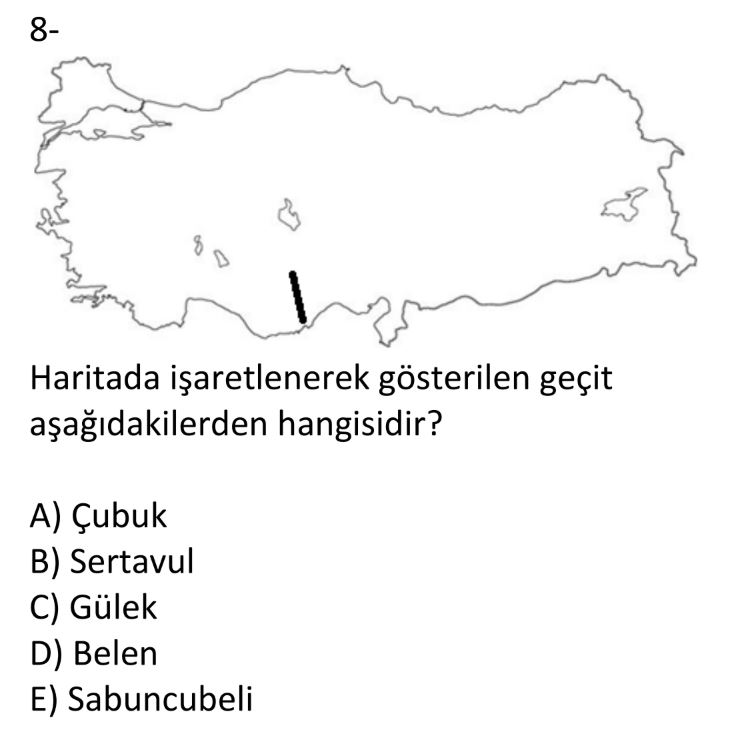 8-
Haritada işaretlenerek gösterilen geçit
aşağıdakilerden hangisidir?
A) Çubuk
B) Sertavul
C) Gülek
D) Belen
E) Sabuncubeli